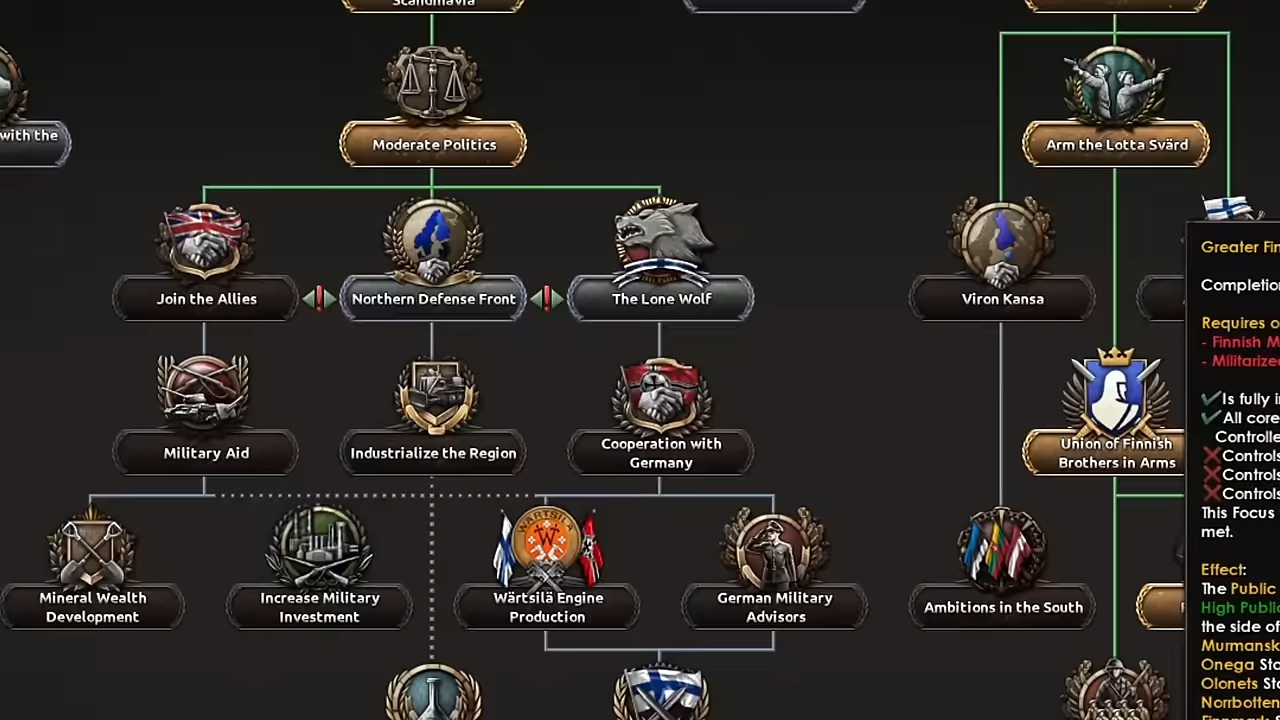 Scandinavia
with the
Moderate Politics
Arm the Lotta Svärd
Join the Allies
Northern Defense Front
The Lone Wolf
Viron Kansa
Military Aid
Industrialize the Region
Cooperation with
Germany
Union of Finnish
Brothers in Arms
WÄRTSILÄ
W
Mineral Wealth
Development
Increase Military
Investment
Wärtsilä Engine
Production
German Military
Advisors
Ambitions in the South
Greater Fin
Completio
Requires o
- Finnish M
- Militarize
Is fully i
All core
Controlle
Controls
Controls
Controls
This Focus
met.
Effect:
The Public
High Publi
the side of
Murmansk
Onega Sta
Olonets Sta
Norrbotten